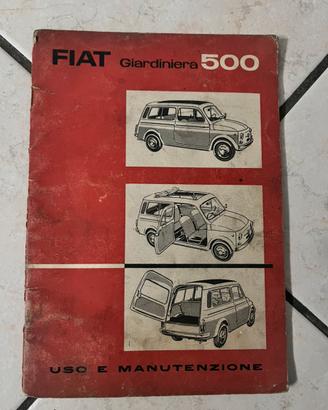 FIAT Giardiniera 500
USO E MANUTENZIONE